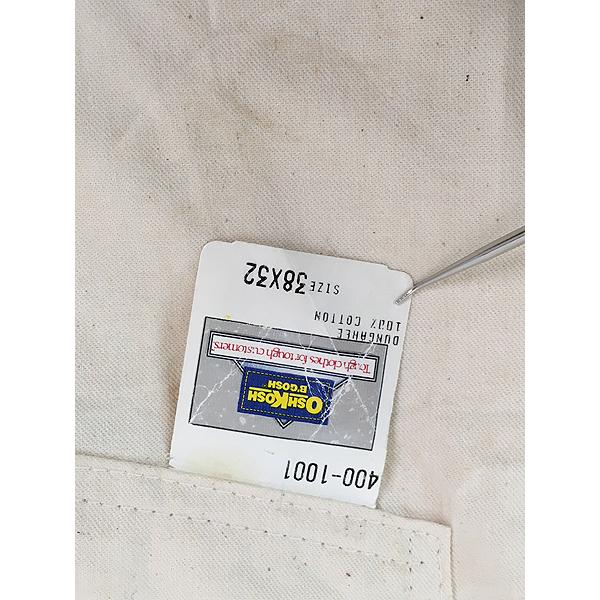 400-1001
OSHKOSH
B'GOSH
Tough clothes for tough customers.
DUNGAREE
100% COTTON
SIZE 38X32